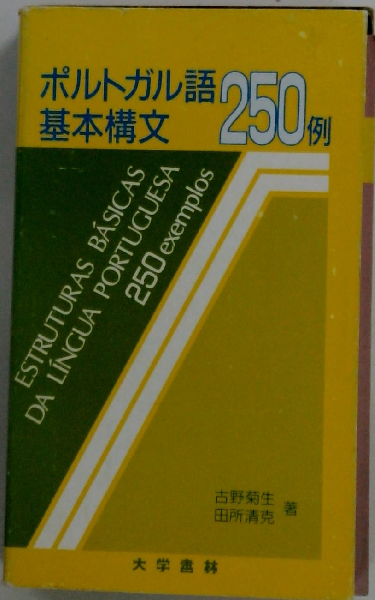 ポルトガル語
基本構文250例
ESTRUTURAS BÁSICAS
DA LÍNGUA PORTUGUESA
250 exemplos
古野菊生
田所清克 著
大学書林